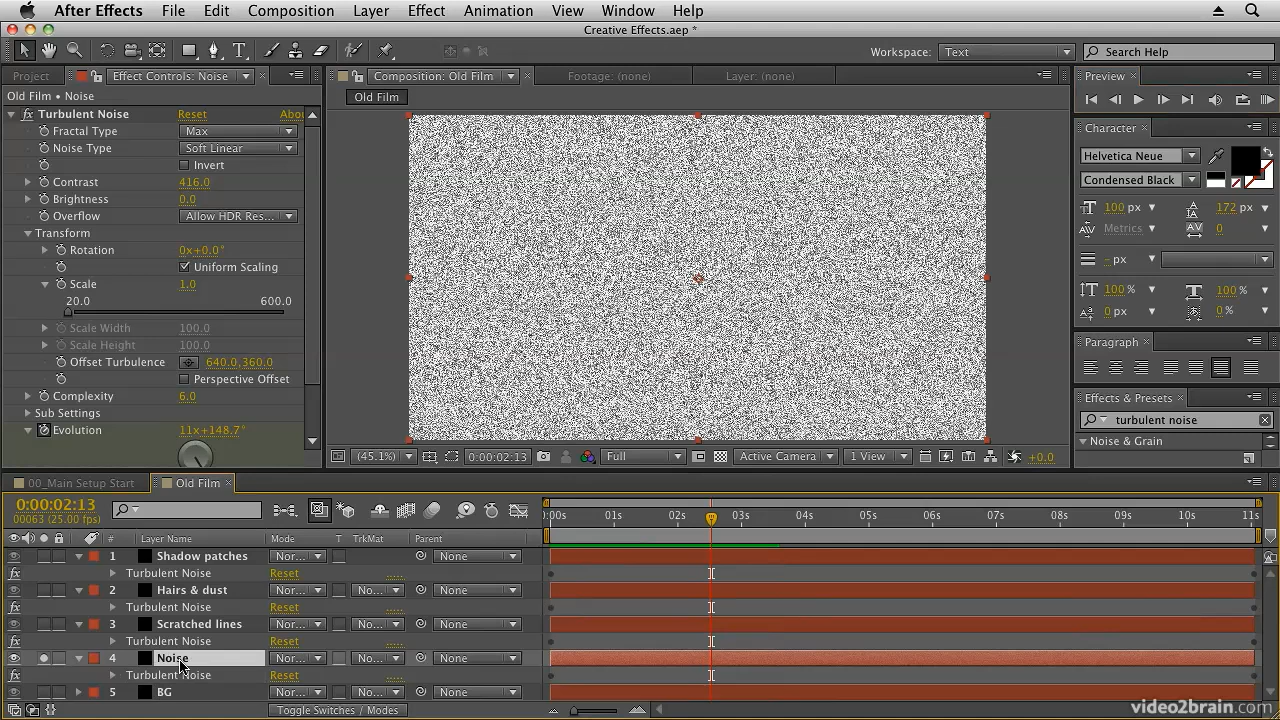 After Effects File Edit Composition Layer Effect Animation View Window Help
Creative Effects.aep *
Workspace: Text Search Help
Project Effect Controls: Noise Composition: Old Film Footage: (none) Layer: (none) Preview
Old Film • Noise Old Film
Turbulent Noise Reset Abou
Fractal Type Max
Noise Type Soft Linear
Invert
Contrast 416.0
Brightness 0.0
Overflow Allow HDR Res...
Transform
Rotation 0x+0.0°
Uniform Scaling
Scale 1.0
20.0 600.0
Scale Width 100.0
Scale Height 100.0
Offset Turbulence 640.0,360.0
Perspective Offset
Complexity 6.0
Sub Settings
Evolution 11x+148.7°
Character
Helvetica Neue
Condensed Black
100 px 172 px
Metrics 0
- px
100 % 100 %
0 px 0 %
Paragraph
Effects & Presets
turbulent noise
Noise & Grain
(45.1%) 0:00:02:13 Full Active Camera 1 View +0.0
00_Main Setup Start Old Film
0:00:02:13
00063 (25.00 fps)
:00s 01s 02s 03s 04s 05s 06s 07s 08s 09s 10s 11s
# Layer Name Mode T TrkMat Parent
1 Shadow patches Nor... None
Turbulent Noise Reset .....
2 Hairs & dust Nor... No... None
Turbulent Noise Reset .....
3 Scratched lines Nor... No... None
Turbulent Noise Reset .....
4 Noise Nor... No... None
Turbulent Noise Reset .....
5 BG Nor... No... None
Toggle Switches / Modes
video2brain.com